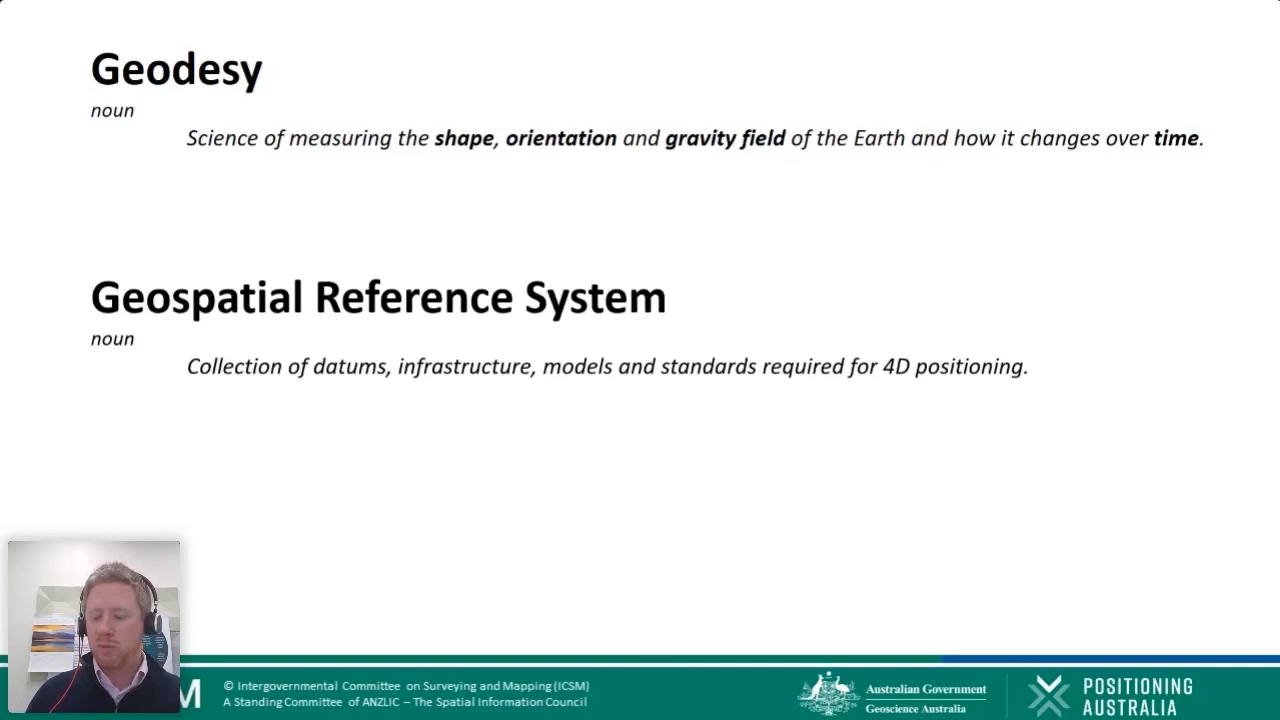 Geodesy
noun
Science of measuring the shape, orientation and gravity field of the Earth and how it changes over time.
Geospatial Reference System
noun
Collection of datums, infrastructure, models and standards required for 4D positioning.
M
© Intergovernmental Committee on Surveying and Mapping (ICSM)
A Standing Committee of ANZLIC – The Spatial Information Council
Australian Government
Geoscience Australia
POSITIONING
AUSTRALIA